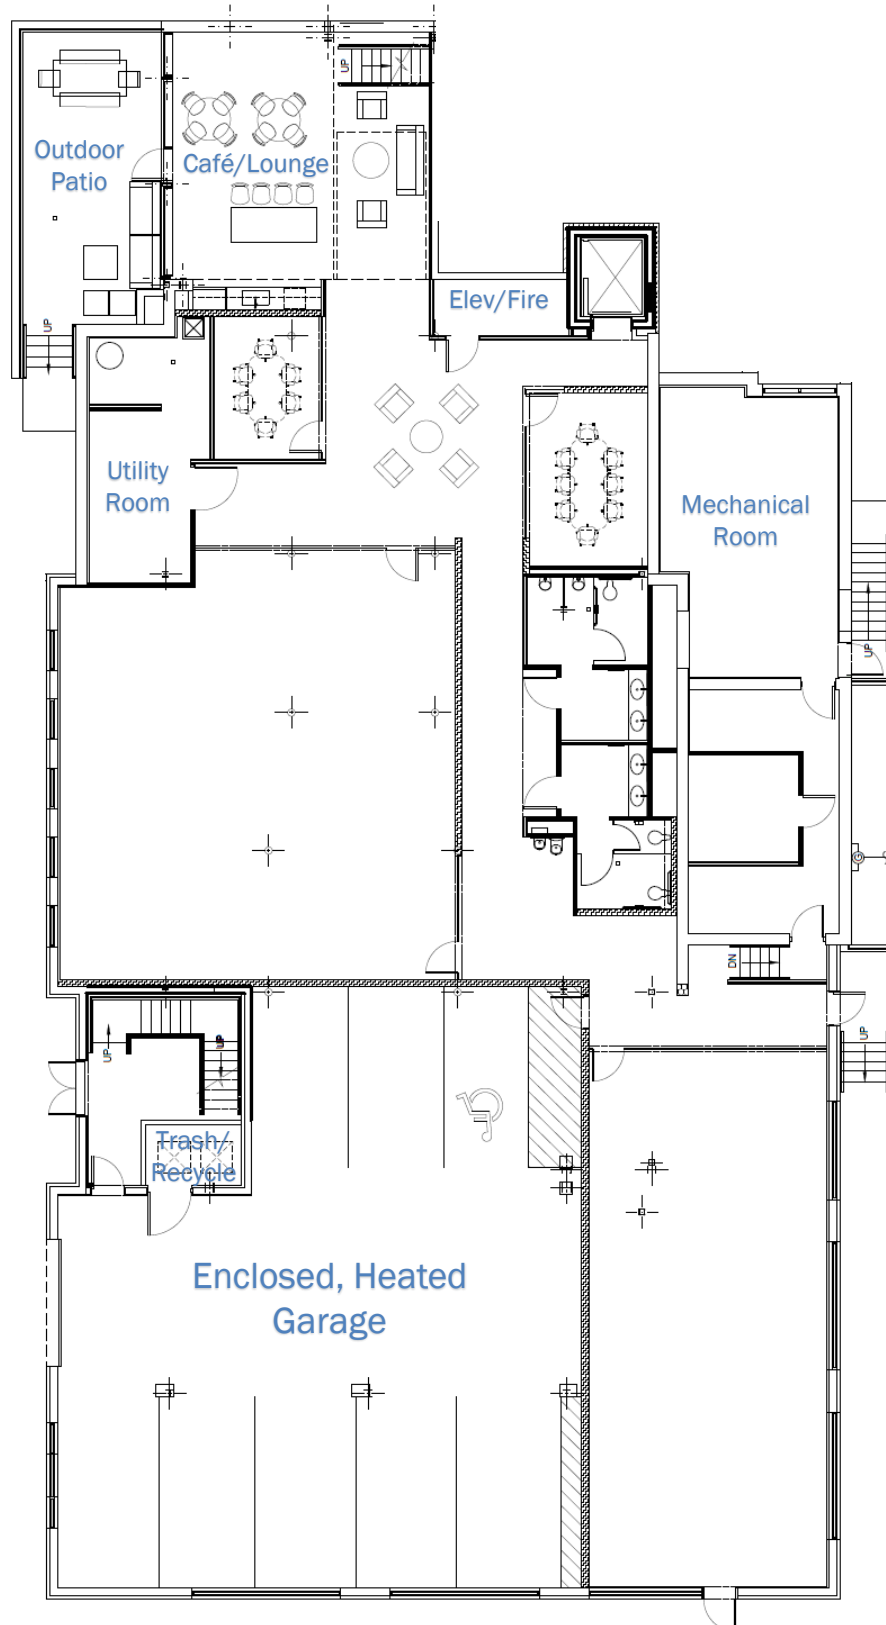 UP
Outdoor
Patio
Café/Lounge
Elev/Fire
UP
Utility
Room
Mechanical
Room
UP
DN
UP
UP
UP
Trash/
Recycle
Enclosed, Heated
Garage